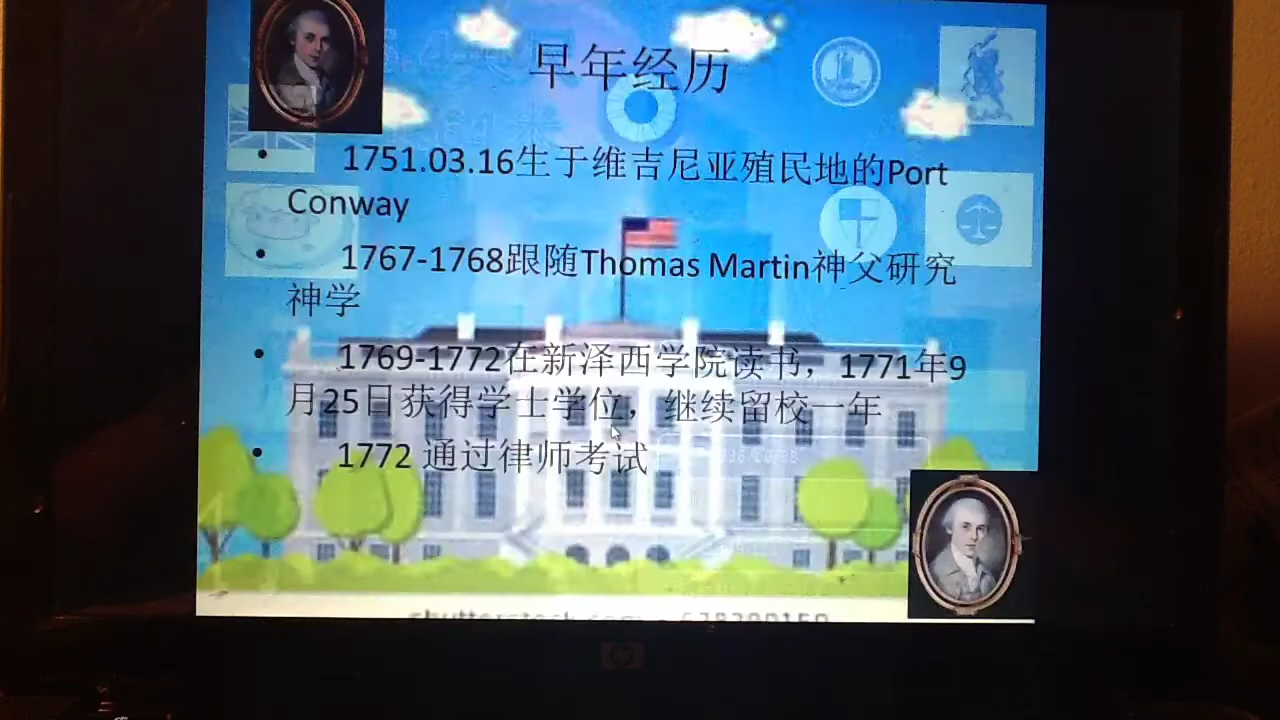 早年经历
• 1751.03.16生于维吉尼亚殖民地的Port
Conway
• 1767-1768跟随Thomas Martin神父研究
神学
• 1769-1772在新泽西学院读书，1771年9
月25日获得学士学位，继续留校一年
• 1772 通过律师考试
hp